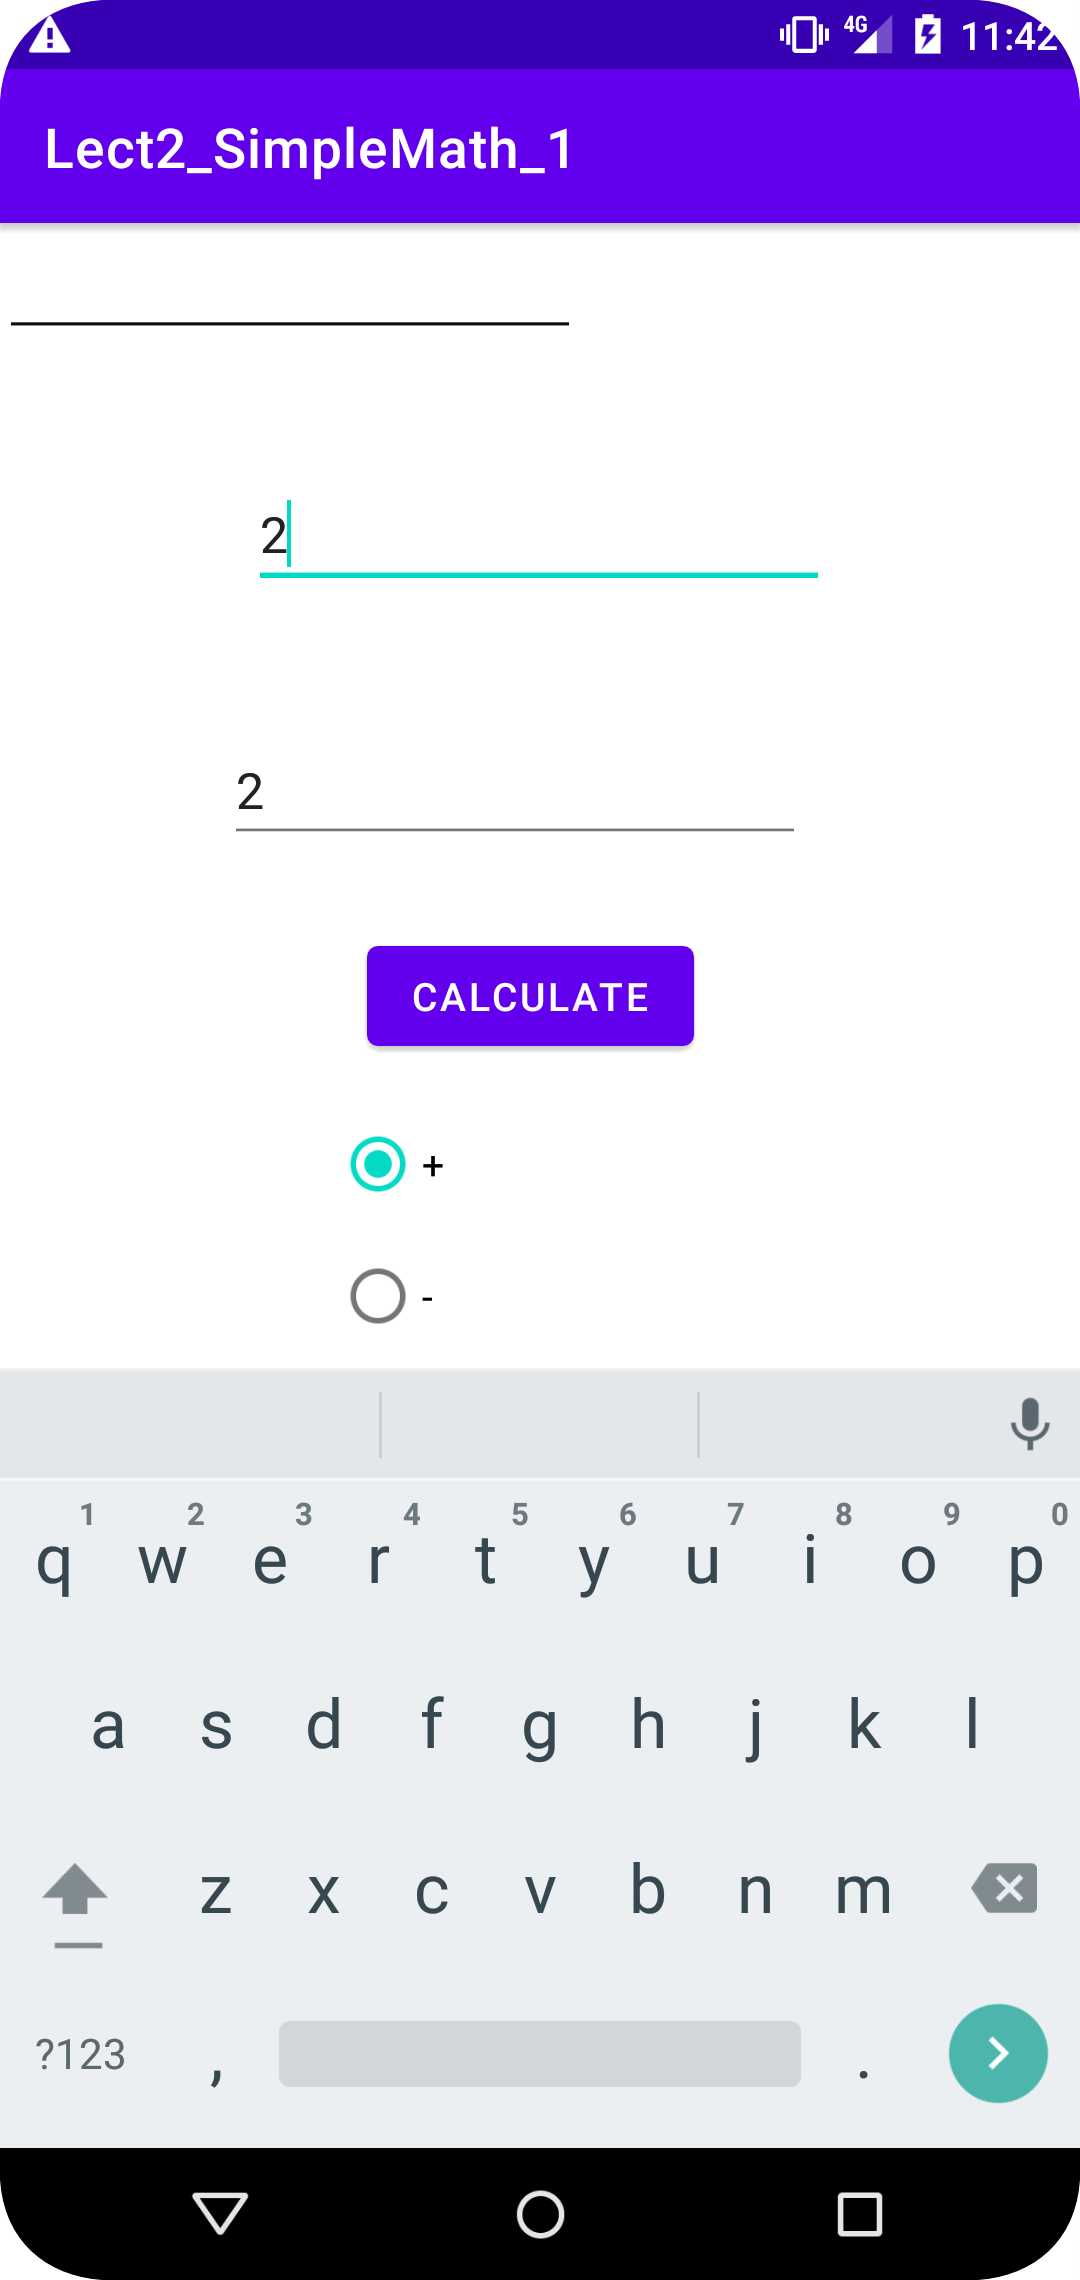 4G 11:42
Lect2_SimpleMath_1
2
2
CALCULATE
+
-
1 2 3 4 5 6 7 8 9 0
q w e r t y u i o p
a s d f g h j k l
z x c v b n m
?123 , .